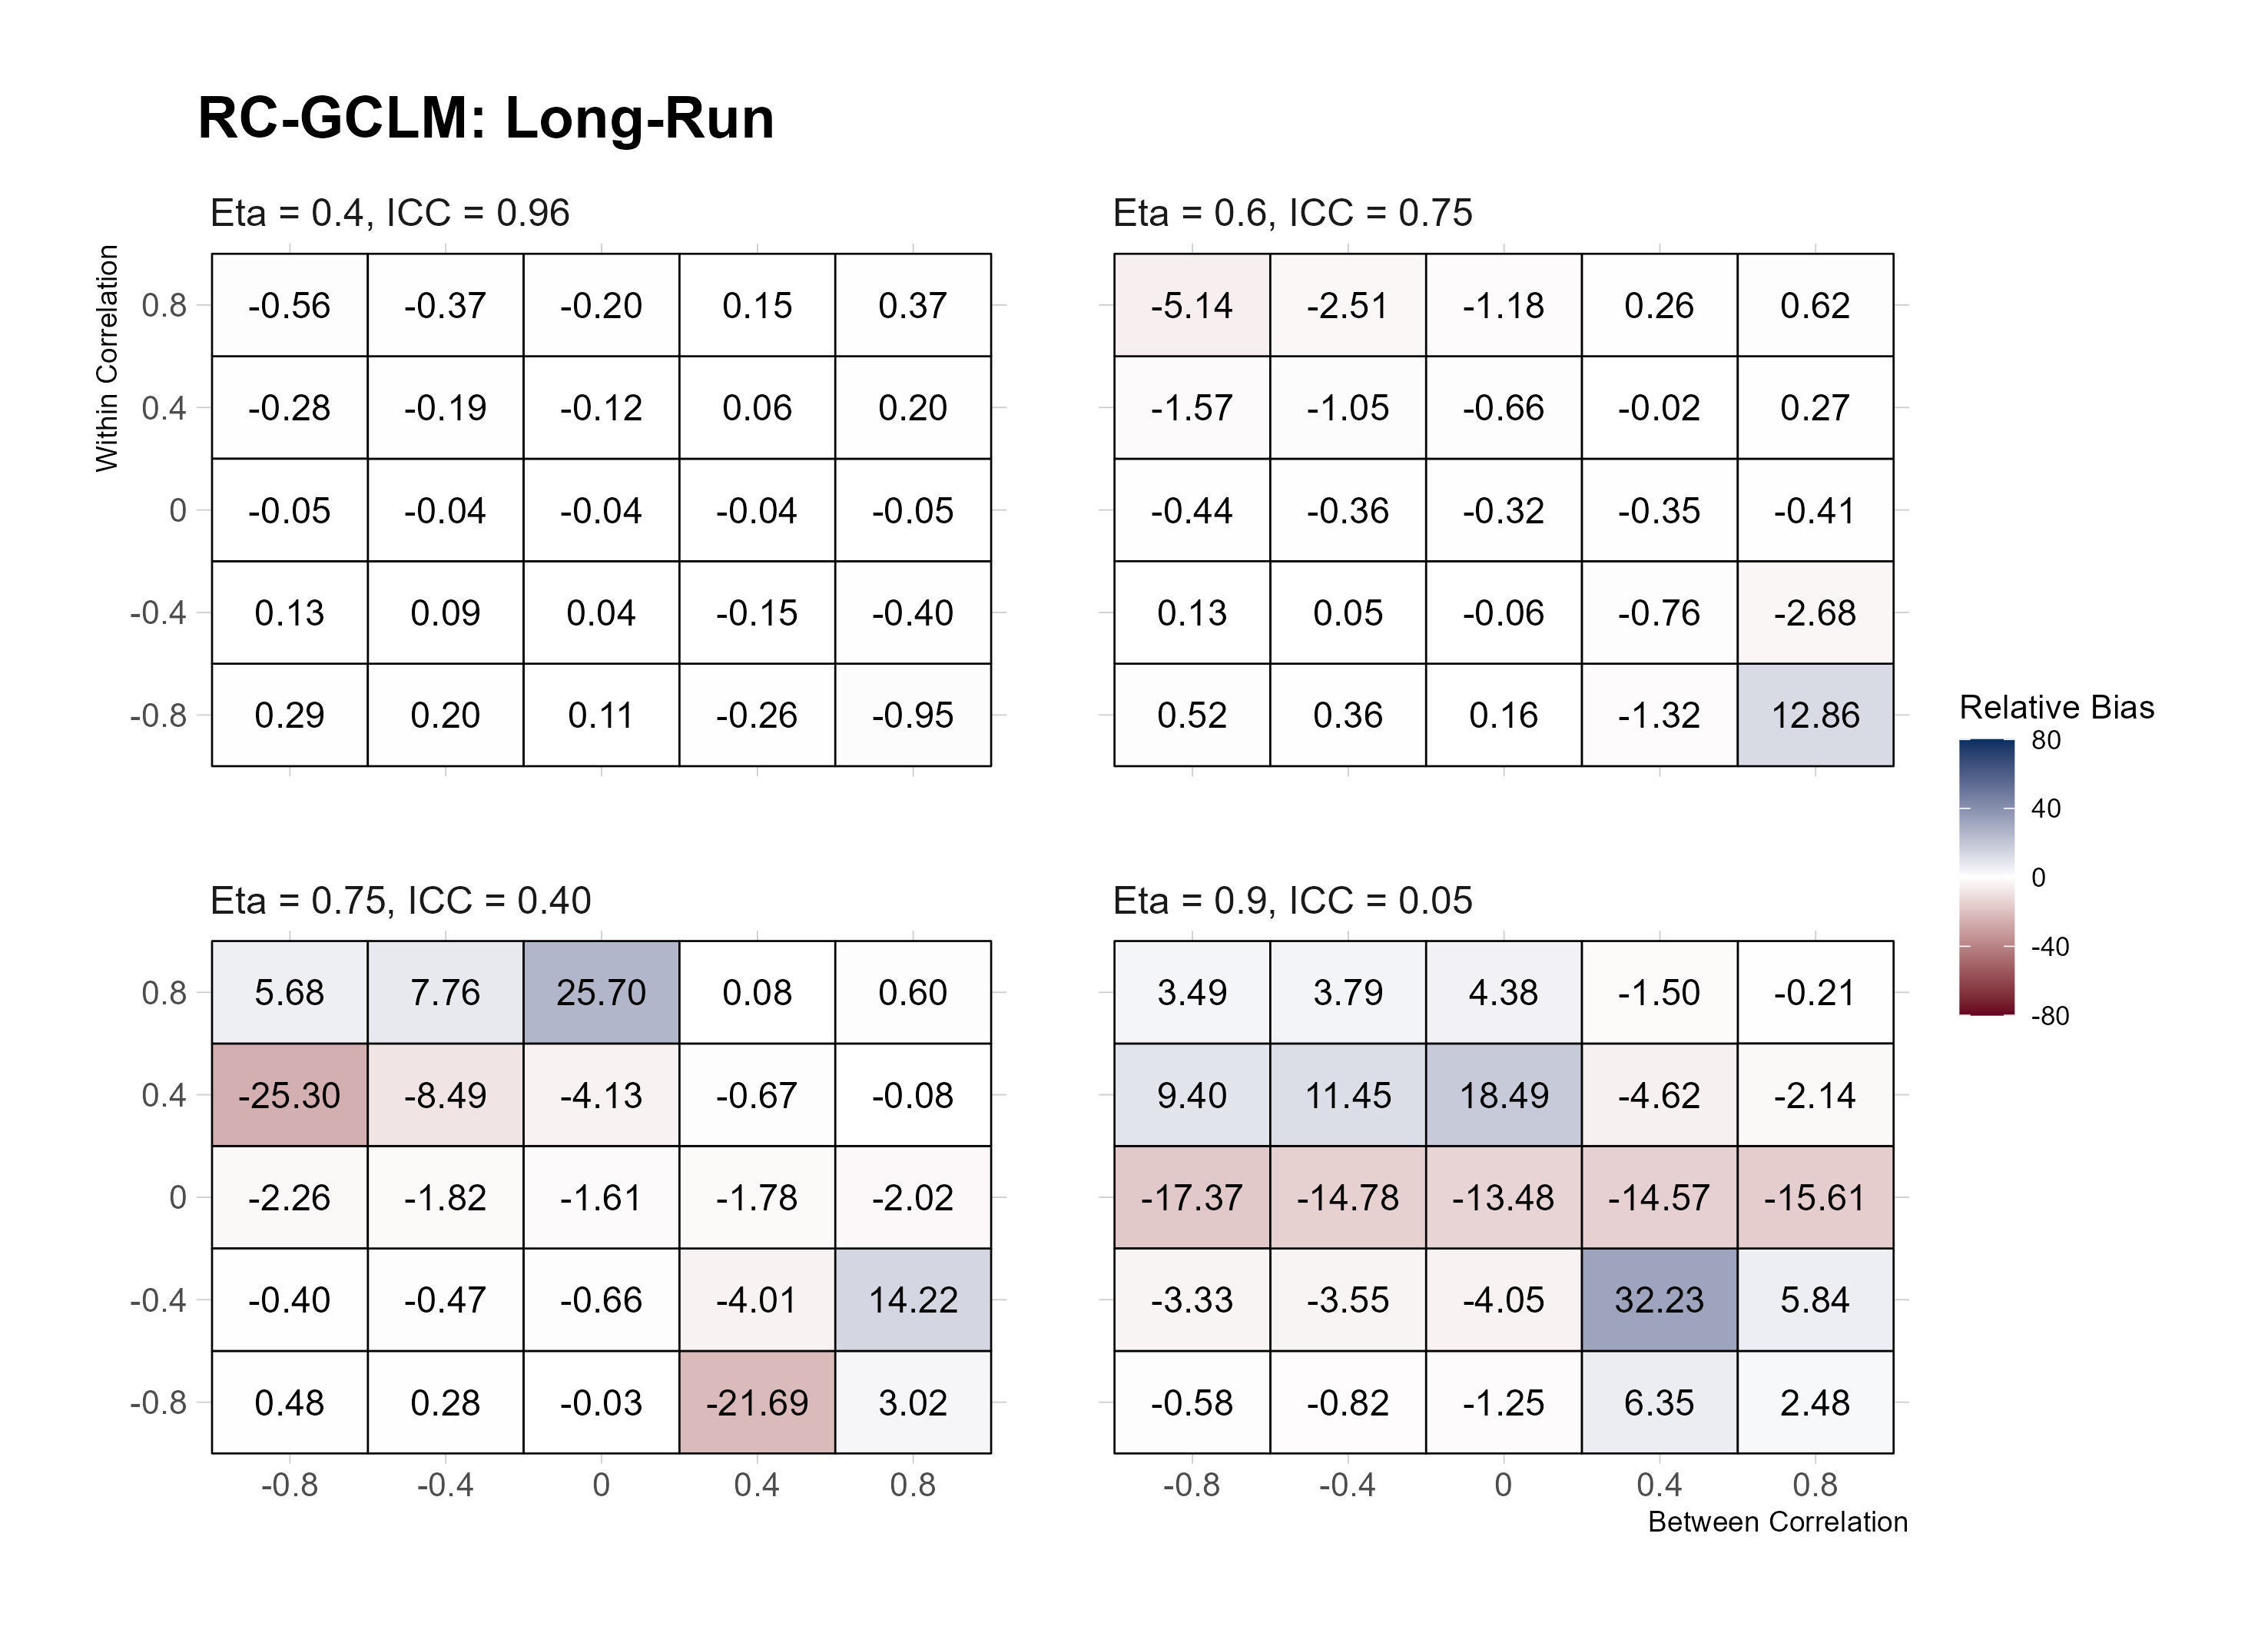 RC-GCLM: Long-Run
Eta = 0.4, ICC = 0.96
Within Correlation
0.8 -0.56 -0.37 -0.20 0.15 0.37
0.4 -0.28 -0.19 -0.12 0.06 0.20
0 -0.05 -0.04 -0.04 -0.04 -0.05
-0.4 0.13 0.09 0.04 -0.15 -0.40
-0.8 0.29 0.20 0.11 -0.26 -0.95
Eta = 0.6, ICC = 0.75
-5.14 -2.51 -1.18 0.26 0.62
-1.57 -1.05 -0.66 -0.02 0.27
-0.44 -0.36 -0.32 -0.35 -0.41
0.13 0.05 -0.06 -0.76 -2.68
0.52 0.36 0.16 -1.32 12.86
Eta = 0.75, ICC = 0.40
0.8 5.68 7.76 25.70 0.08 0.60
0.4 -25.30 -8.49 -4.13 -0.67 -0.08
0 -2.26 -1.82 -1.61 -1.78 -2.02
-0.4 -0.40 -0.47 -0.66 -4.01 14.22
-0.8 0.48 0.28 -0.03 -21.69 3.02
-0.8 -0.4 0 0.4 0.8
Eta = 0.9, ICC = 0.05
3.49 3.79 4.38 -1.50 -0.21
9.40 11.45 18.49 -4.62 -2.14
-17.37 -14.78 -13.48 -14.57 -15.61
-3.33 -3.55 -4.05 32.23 5.84
-0.58 -0.82 -1.25 6.35 2.48
-0.8 -0.4 0 0.4 0.8
Between Correlation
Relative Bias
80
40
0
-40
-80